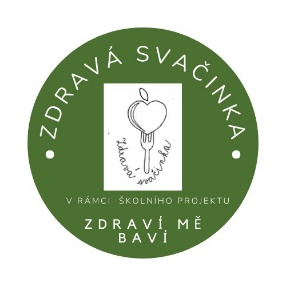 ZDRAVÁ SVAČINKA
Zdravá svačinka
V RÁMCI ŠKOLNÍHO PROJEKTU
ZDRAVÍ MĚ
BAVÍ